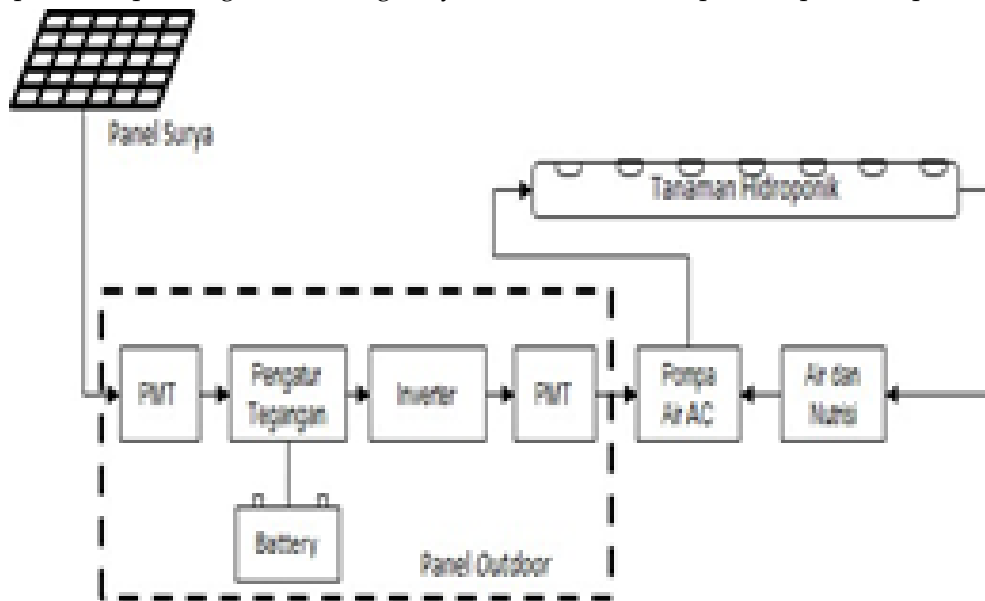 Panel Surya
Tanaman Hidroponik
PMT
Pengatur
Tegangan
Inverter
PMT
Pompa
Air AC
Air dan
Nutrisi
Battery
Panel Outdoor